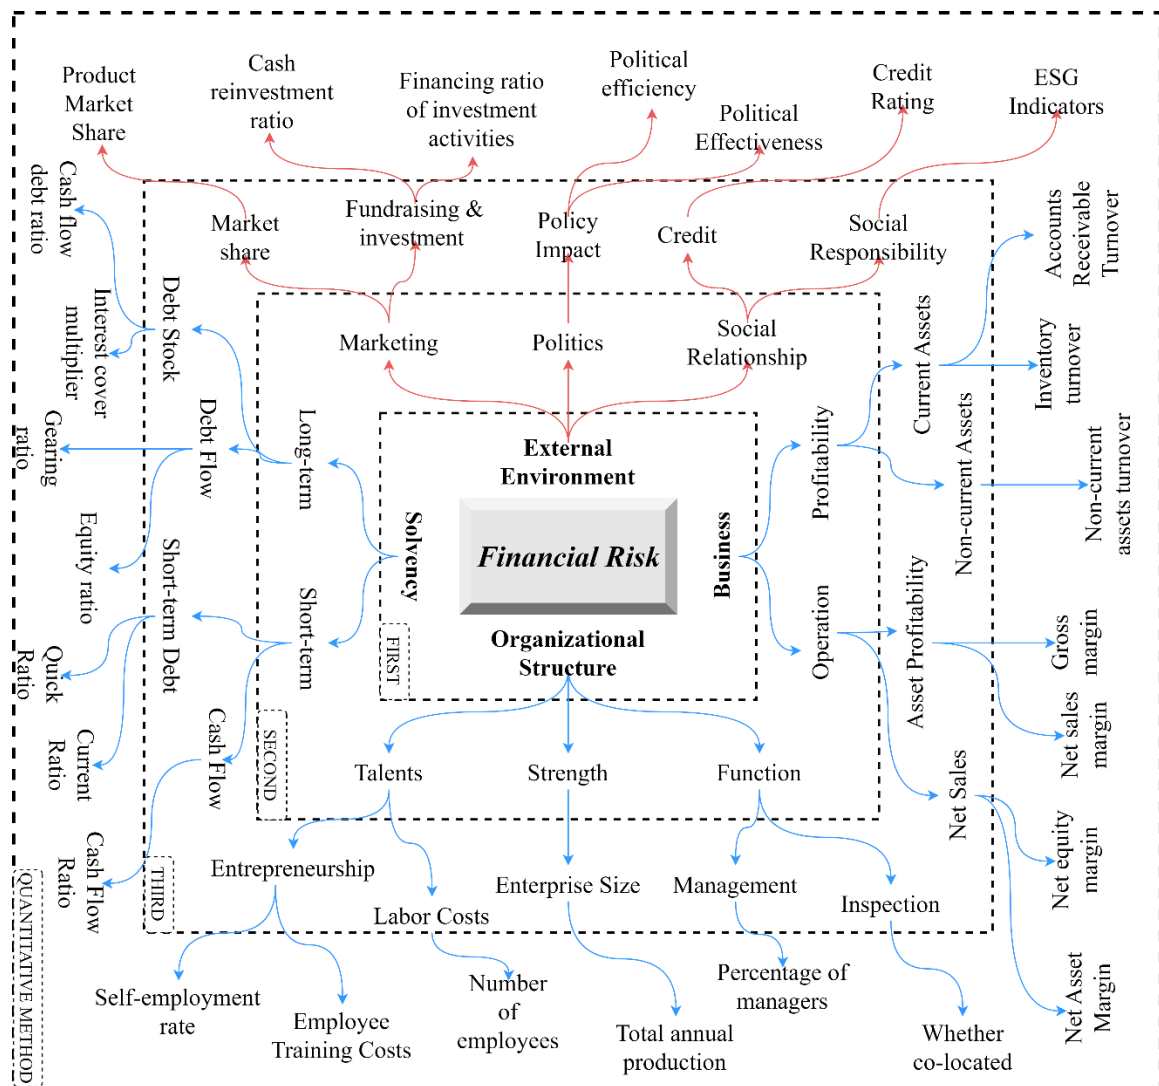 Product
Market
Share
Cash
reinvestment
ratio
Financing ratio
of investment
activities
Political
efficiency
Political
Effectiveness
Credit
Rating
ESG
Indicators
Market
share
Fundraising &
investment
Policy
Impact
Credit
Social
Responsibility
Marketing
Politics
Social
Relationship
Cash flow
debt ratio
Interest cover
multiplier
Gearing
ratio
Equity ratio
Quick
Ratio
Current
Ratio
Cash Flow
Ratio
Debt Stock
Debt Flow
Short-term Debt
Cash Flow
Long-term
Short-term
Solvency
External
Environment
Financial Risk
Organizational
Structure
Business
Profitability
Operation
Current Assets
Non-current Assets
Asset Profitability
Net Sales
Accounts
Receivable
Turnover
Inventory
turnover
Non-current
assets turnover
Gross
margin
Net sales
margin
Net equity
margin
Net Asset
Margin
FIRST
SECOND
THIRD
QUANTITATIVE METHOD
Talents
Strength
Function
Entrepreneurship
Labor Costs
Enterprise Size
Management
Inspection
Self-employment
rate
Employee
Training Costs
Number
of
employees
Total annual
production
Percentage of
managers
Whether
co-located